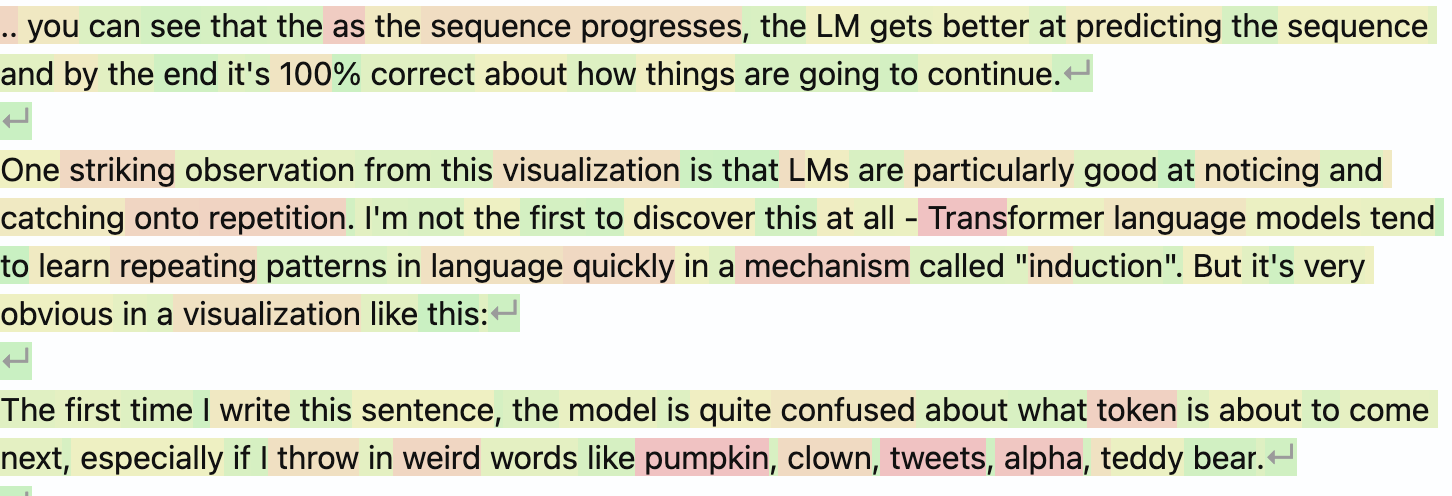 .. you can see that the as the sequence progresses, the LM gets better at predicting the sequence
and by the end it's 100% correct about how things are going to continue.↵
↵
One striking observation from this visualization is that LMs are particularly good at noticing and
catching onto repetition. I'm not the first to discover this at all - Transformer language models tend
to learn repeating patterns in language quickly in a mechanism called "induction". But it's very
obvious in a visualization like this:↵
↵
The first time I write this sentence, the model is quite confused about what token is about to come
next, especially if I throw in weird words like pumpkin, clown, tweets, alpha, teddy bear.↵